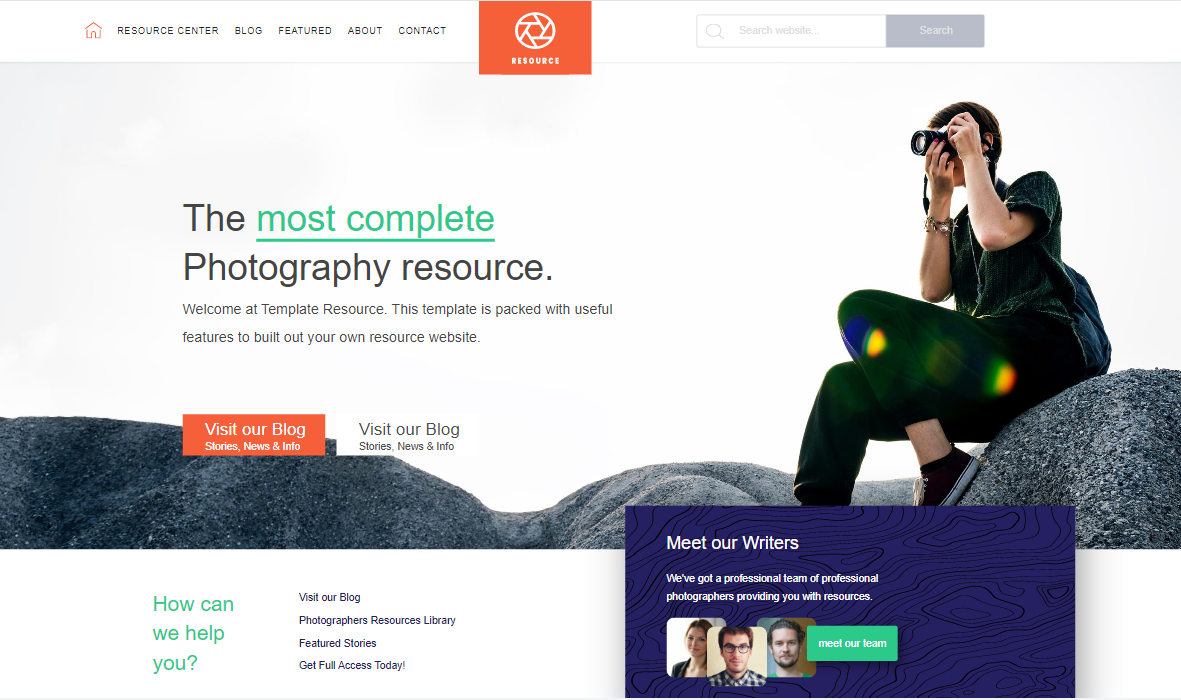 RESOURCE CENTER BLOG FEATURED ABOUT CONTACT
RESOURCE
Search website...
Search
The most complete
Photography resource.
Welcome at Template Resource. This template is packed with useful
features to built out your own resource website.
Visit our Blog
Stories, News & Info
Visit our Blog
Stories, News & Info
How can
we help
you?
Visit our Blog
Photographers Resources Library
Featured Stories
Get Full Access Today!
Meet our Writers
We've got a professional team of professional
photographers providing you with resources.
meet our team